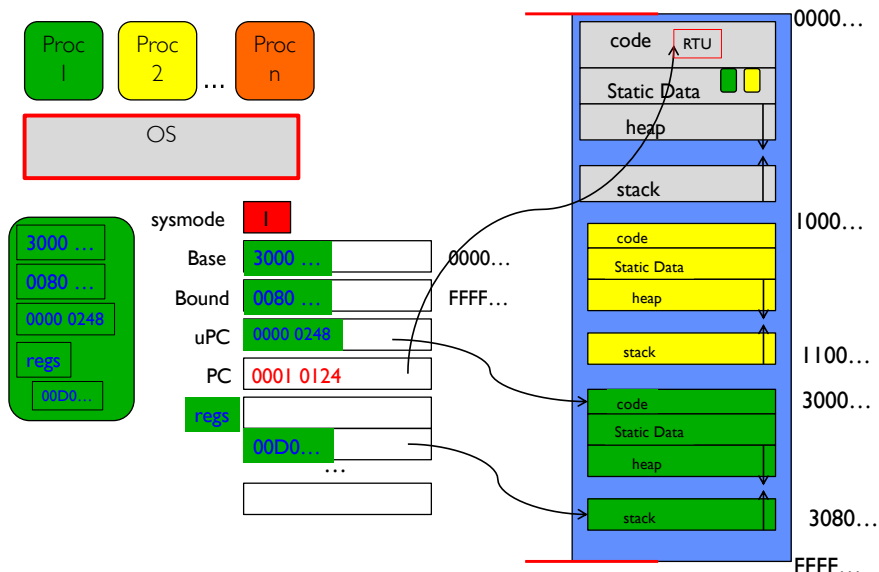 Proc
1
Proc
2
...
Proc
n
OS
3000 ...
0080 ...
0000 0248
regs
00D0...
sysmode
1
Base
3000 ...
0000...
Bound
0080 ...
FFFF...
uPC
0000 0248
PC
0001 0124
regs
00D0...
...
code
RTU
Static Data
heap
stack
code
Static Data
heap
stack
code
Static Data
heap
stack
0000...
1000...
1100...
3000...
3080...
FFFF...